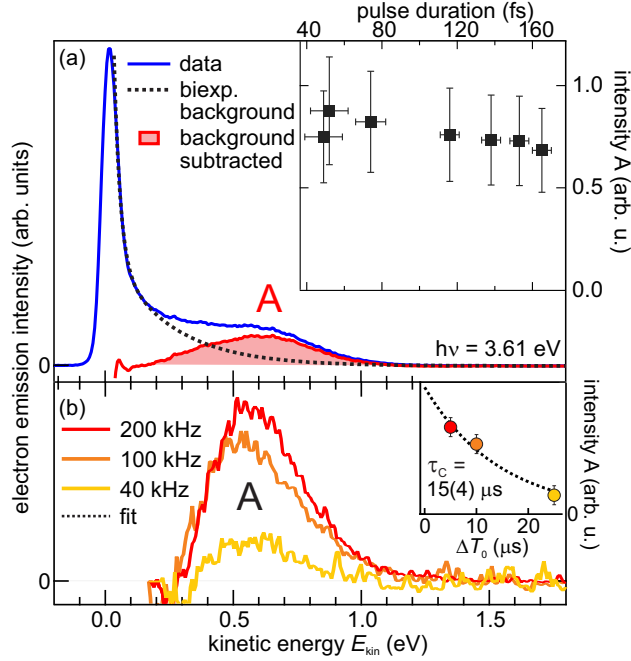 pulse duration (fs)
40 80 120 160
(a)
data
biexp.
background
background
subtracted
1.0
0.5
0.0
intensity A (arb. u.)
A
hν = 3.61 eV
0
electron emission intensity (arb. units)
(b)
200 kHz
100 kHz
40 kHz
fit
A
τC =
15(4) μs
0 10 20
ΔT0 (μs)
0
intensity A (arb. u.)
0
0.0 0.5 1.0 1.5
kinetic energy Ekin (eV)